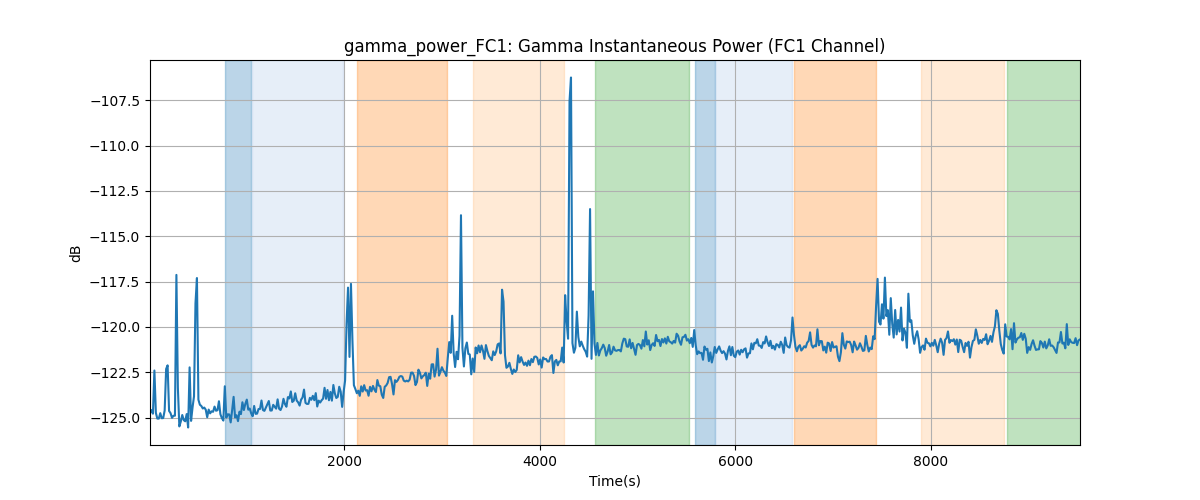 gamma_power_FC1: Gamma Instantaneous Power (FC1 Channel)
dB
−107.5
−110.0
−112.5
−115.0
−117.5
−120.0
−122.5
−125.0
2000 4000 6000 8000
Time(s)